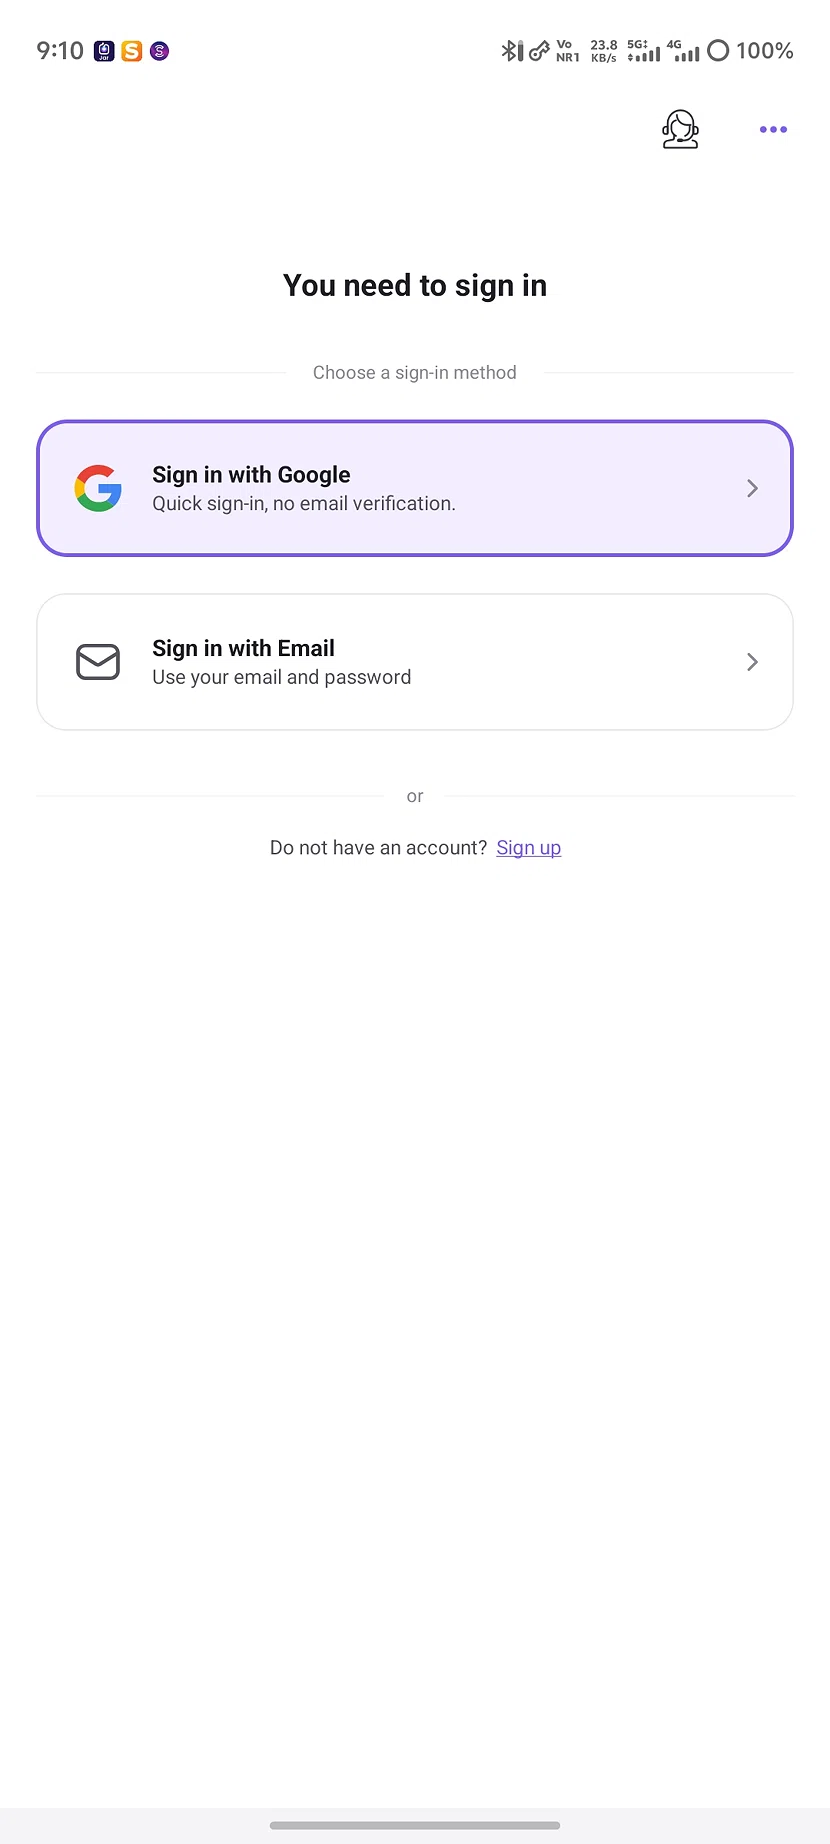 9:10 Jar S S Vo NR1 23.8 KB/s 5G 4G 100%
You need to sign in
Choose a sign-in method
Sign in with Google
Quick sign-in, no email verification.
Sign in with Email
Use your email and password
or
Do not have an account? Sign up